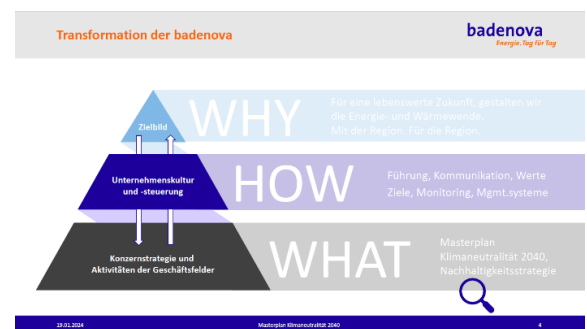 Transformation der badenova
badenova
Energie. Tag für Tag
Zielbild
WHY
Für eine lebenswerte Zukunft, gestalten wir
die Energie- und Wärmewende.
Mit der Region. Für die Region.
Unternehmenskultur
und -steuerung
HOW
Führung, Kommunikation, Werte
Ziele, Monitoring, Mgmt.systeme
Konzernstrategie und
Aktivitäten der Geschäftsfelder
WHAT
Masterplan
Klimaneutralität 2040,
Nachhaltigkeitsstrategie
19.01.2024
Masterplan Klimaneutralität 2040
4